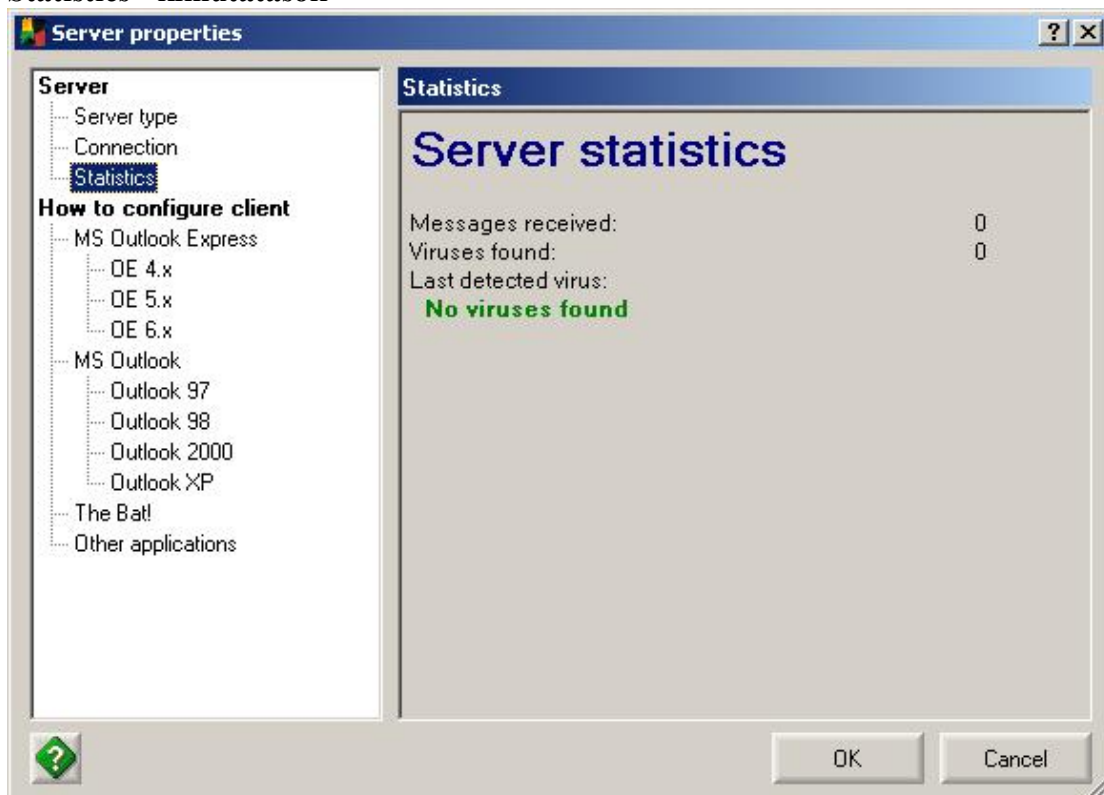 Server properties
Server
Server type
Connection
Statistics
How to configure client
MS Outlook Express
OE 4.x
OE 5.x
OE 6.x
MS Outlook
Outlook 97
Outlook 98
Outlook 2000
Outlook XP
The Bat!
Other applications
Statistics
Server statistics
Messages received: 0
Viruses found: 0
Last detected virus:
No viruses found
OK
Cancel